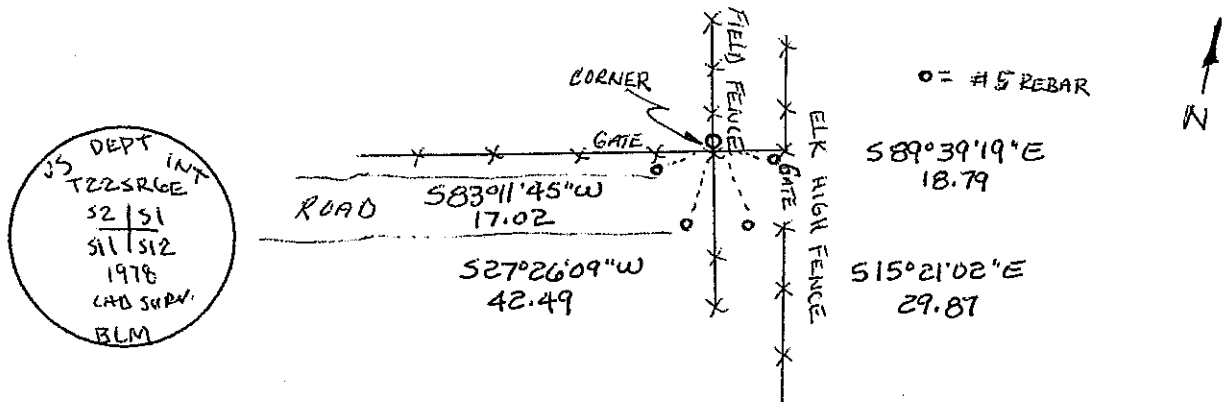 US DEPT INT
T22SR6E
S2 | S1
S11 | S12
1978
CAD SURV.
BLM
CORNER
FIELD FENCE
GATE
ROAD
S83°11'45"W
17.02
S27°26'09"W
42.49
ELK HIGH FENCE
GATE
o = #5 REBAR
N
S89°39'19"E
18.79
S15°21'02"E
29.87